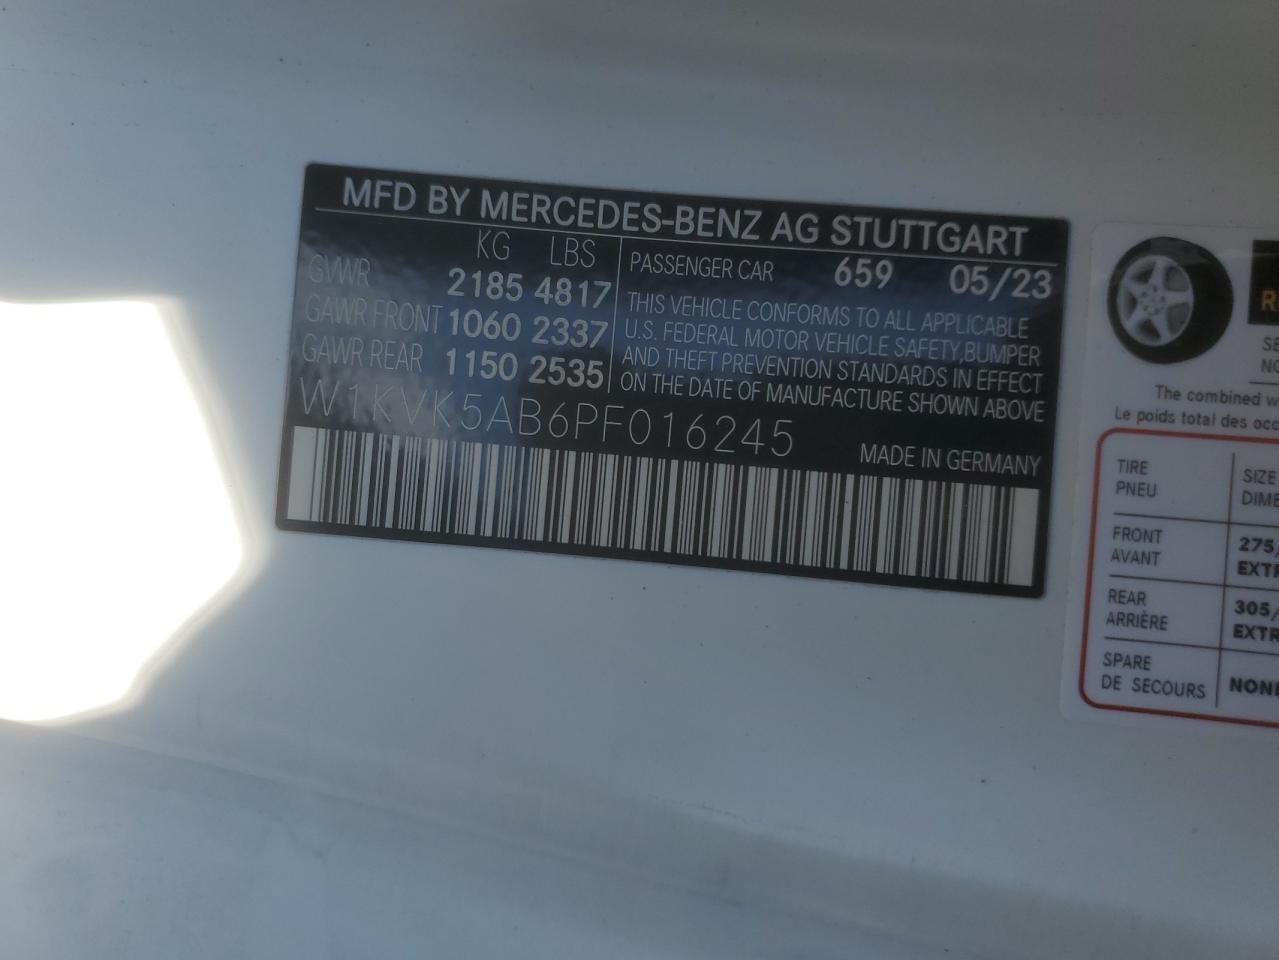 MFD BY MERCEDES-BENZ AG STUTTGART
KG LBS
GVWR 2185 4817
GAWR FRONT 1060 2337
GAWR REAR 1150 2535
PASSENGER CAR 659 05/23
THIS VEHICLE CONFORMS TO ALL APPLICABLE
U.S. FEDERAL MOTOR VEHICLE SAFETY,BUMPER
AND THEFT PREVENTION STANDARDS IN EFFECT
ON THE DATE OF MANUFACTURE SHOWN ABOVE
W1KVK5AB6PF016245
MADE IN GERMANY
The combined
Le poids total des
TIRE
PNEU
FRONT
AVANT
275/
REAR
ARRIÈRE
305/
SPARE
DE SECOURS